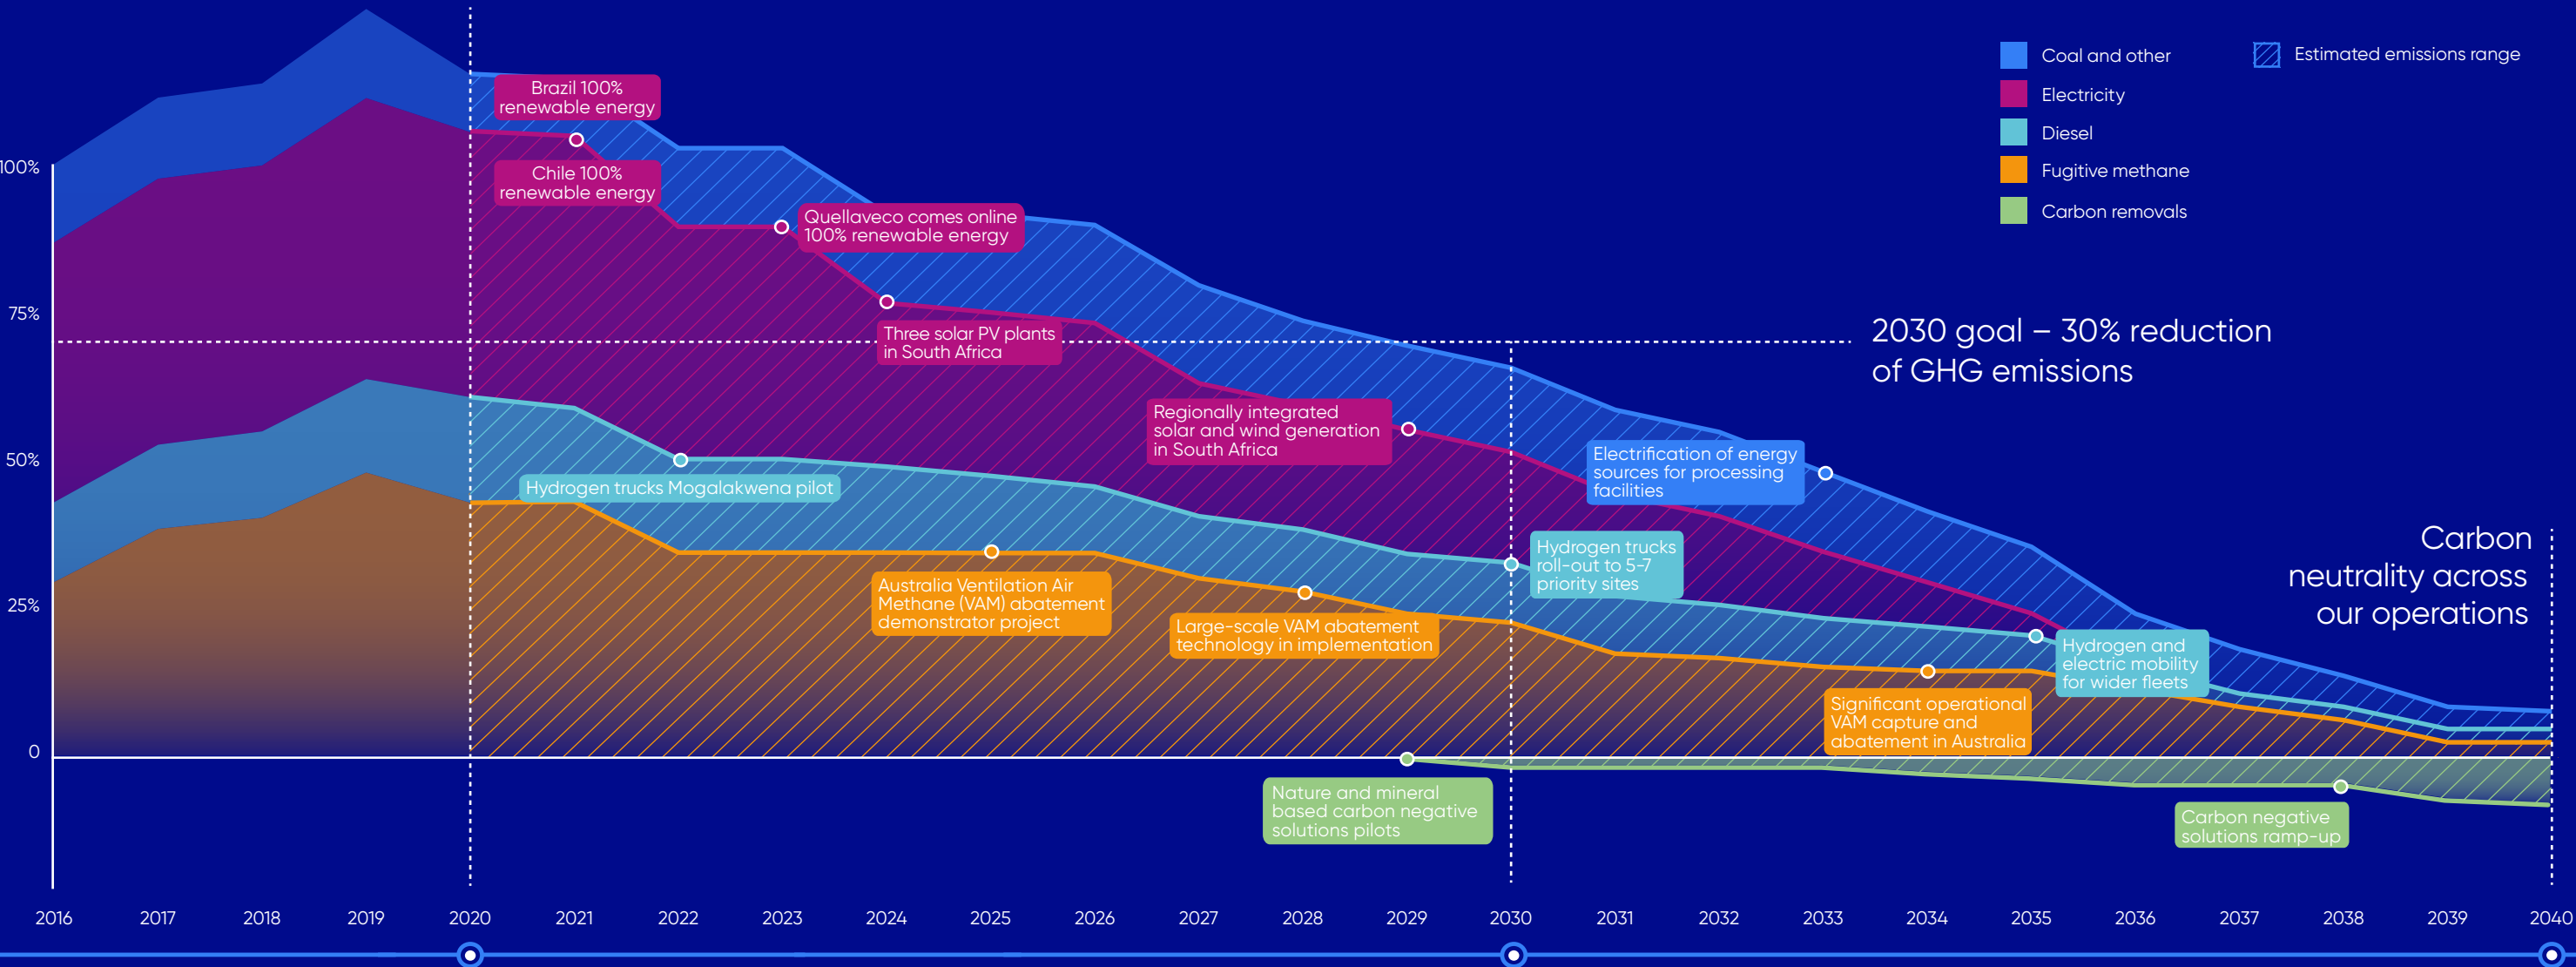 Coal and other
Electricity
Diesel
Fugitive methane
Carbon removals
Estimated emissions range
100%
75%
50%
25%
0
Brazil 100%
renewable energy
Chile 100%
renewable energy
Quellaveco comes online
100% renewable energy
Three solar PV plants
in South Africa
2030 goal – 30% reduction
of GHG emissions
Regionally integrated
solar and wind generation
in South Africa
Electrification of energy
sources for processing
facilities
Hydrogen trucks Mogalakwena pilot
Hydrogen trucks
roll-out to 5-7
priority sites
Carbon
neutrality across
our operations
Australia Ventilation Air
Methane (VAM) abatement
demonstrator project
Large-scale VAM abatement
technology in implementation
Hydrogen and
electric mobility
for wider fleets
Significant operational
VAM capture and
abatement in Australia
Nature and mineral
based carbon negative
solutions pilots
Carbon negative
solutions ramp-up
2016 2017 2018 2019 2020 2021 2022 2023 2024 2025 2026 2027 2028 2029 2030 2031 2032 2033 2034 2035 2036 2037 2038 2039 2040